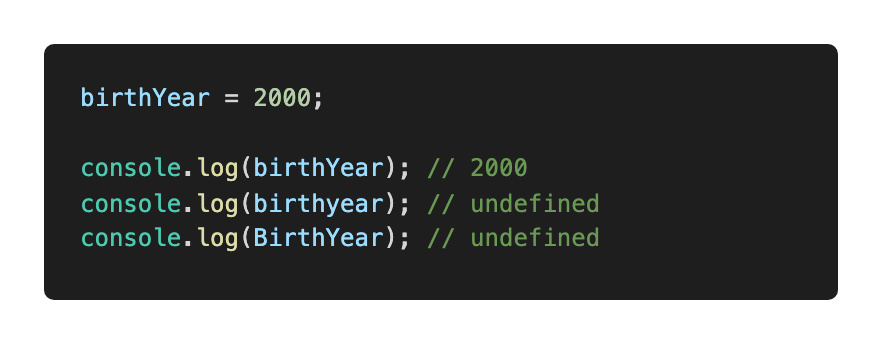 birthYear = 2000;
console.log(birthYear); // 2000
console.log(birthyear); // undefined
console.log(BirthYear); // undefined